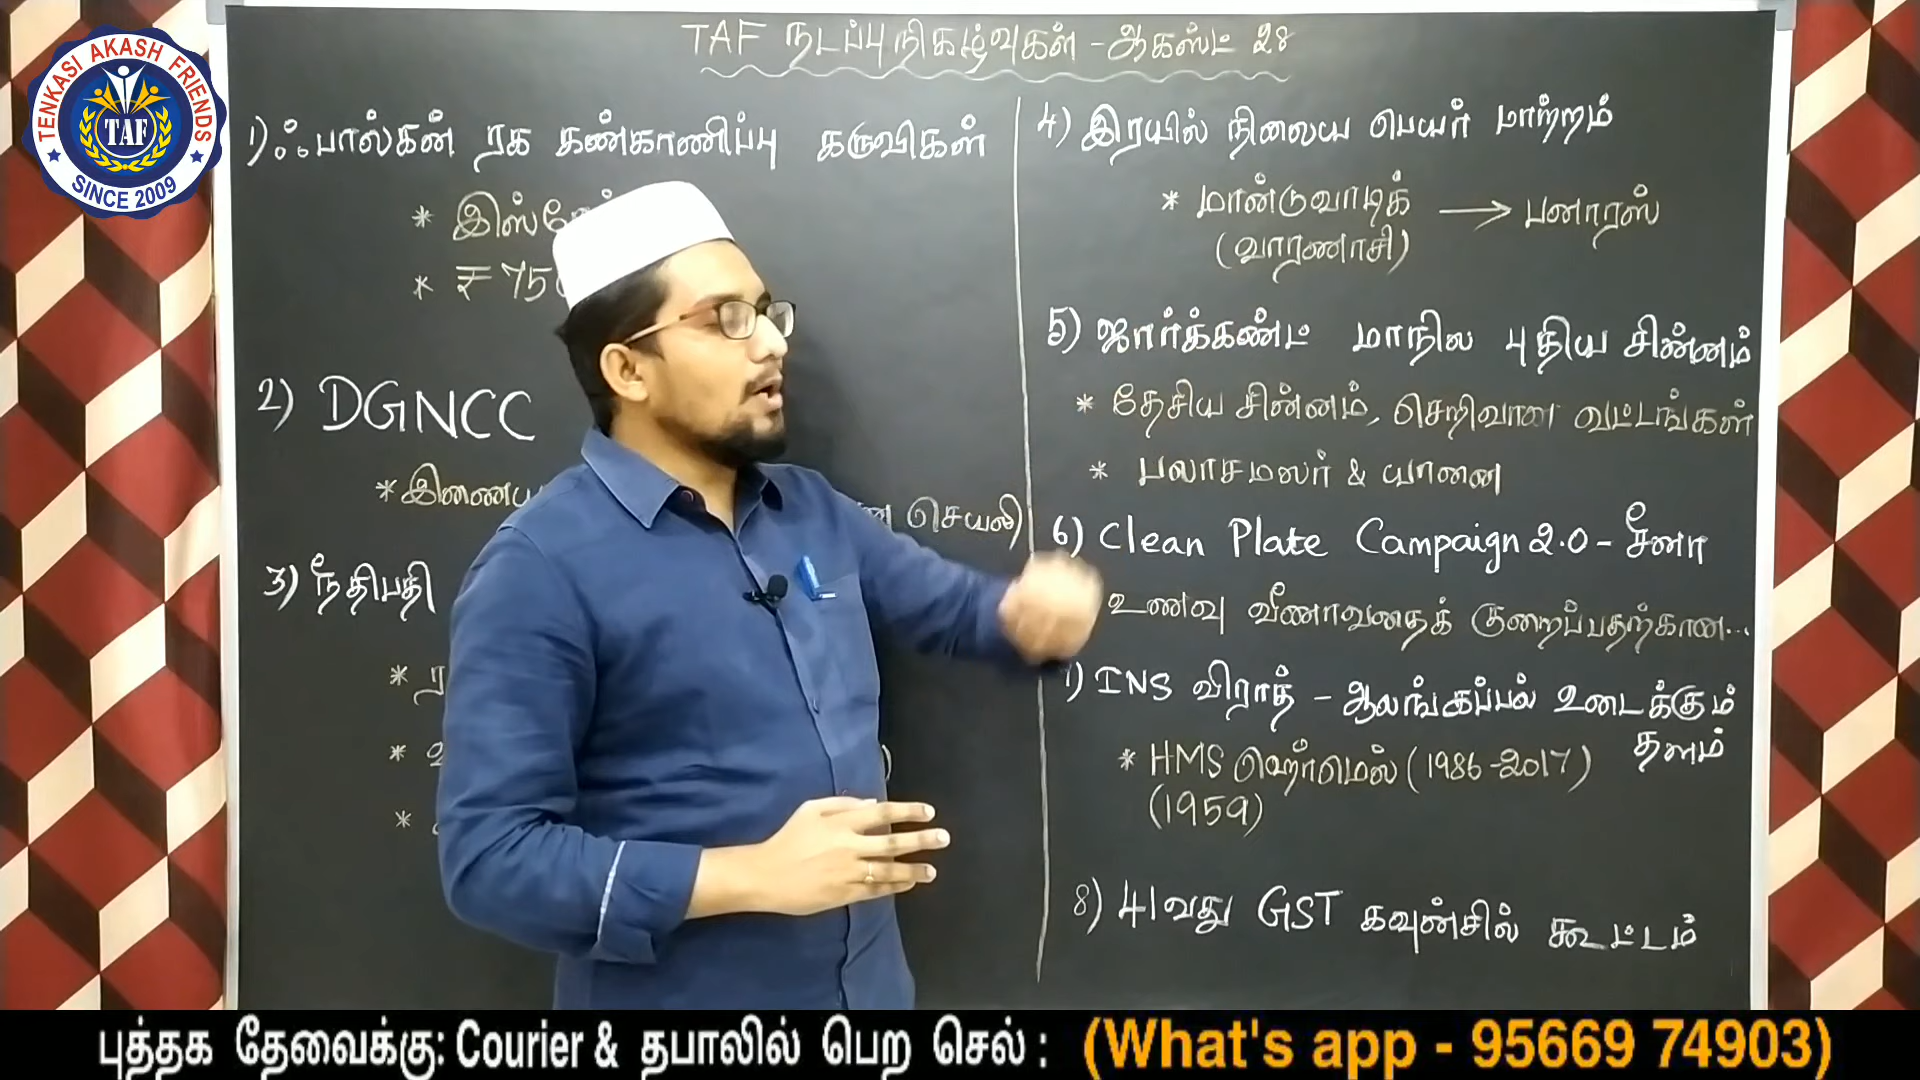 TENKASI AKASH FRIENDS
TAF
SINCE 2009
TAF நடப்பு நிகழ்வுகள் - ஆகஸ்ட் 28
1) ஃபால்கன் ரக கண்காணிப்பு கருவிகள்
*
* ₹ 75
2) DGNCC
* இணைய
செயலி)
3) நீதிபதி
* ர
*
*
4) இரயில் நிலைய பெயர் மாற்றம்
* மாண்டுவாடிக் → பனாரஸ்
(வாரணாசி)
5) ஜார்க்கண்ட் மாநில புதிய சின்னம்
* தேசிய சின்னம், செறிவான வட்டங்கள்
* பலாசமலர் & யானை
6) Clean Plate Campaign 2.0 - சீனா
உணவு வீணாவதைக் குறைப்பதற்கான...
7) INS விராத் - ஆலங்கப்பல் உடைக்கும்
தளம்
* HMS ஹெர்மெஸ் (1986-2017)
(1959)
8) 41வது GST கவுன்சில் கூட்டம்
புத்தக தேவைக்கு: Courier & தபாலில் பெற செல் : (What's app - 95669 74903)